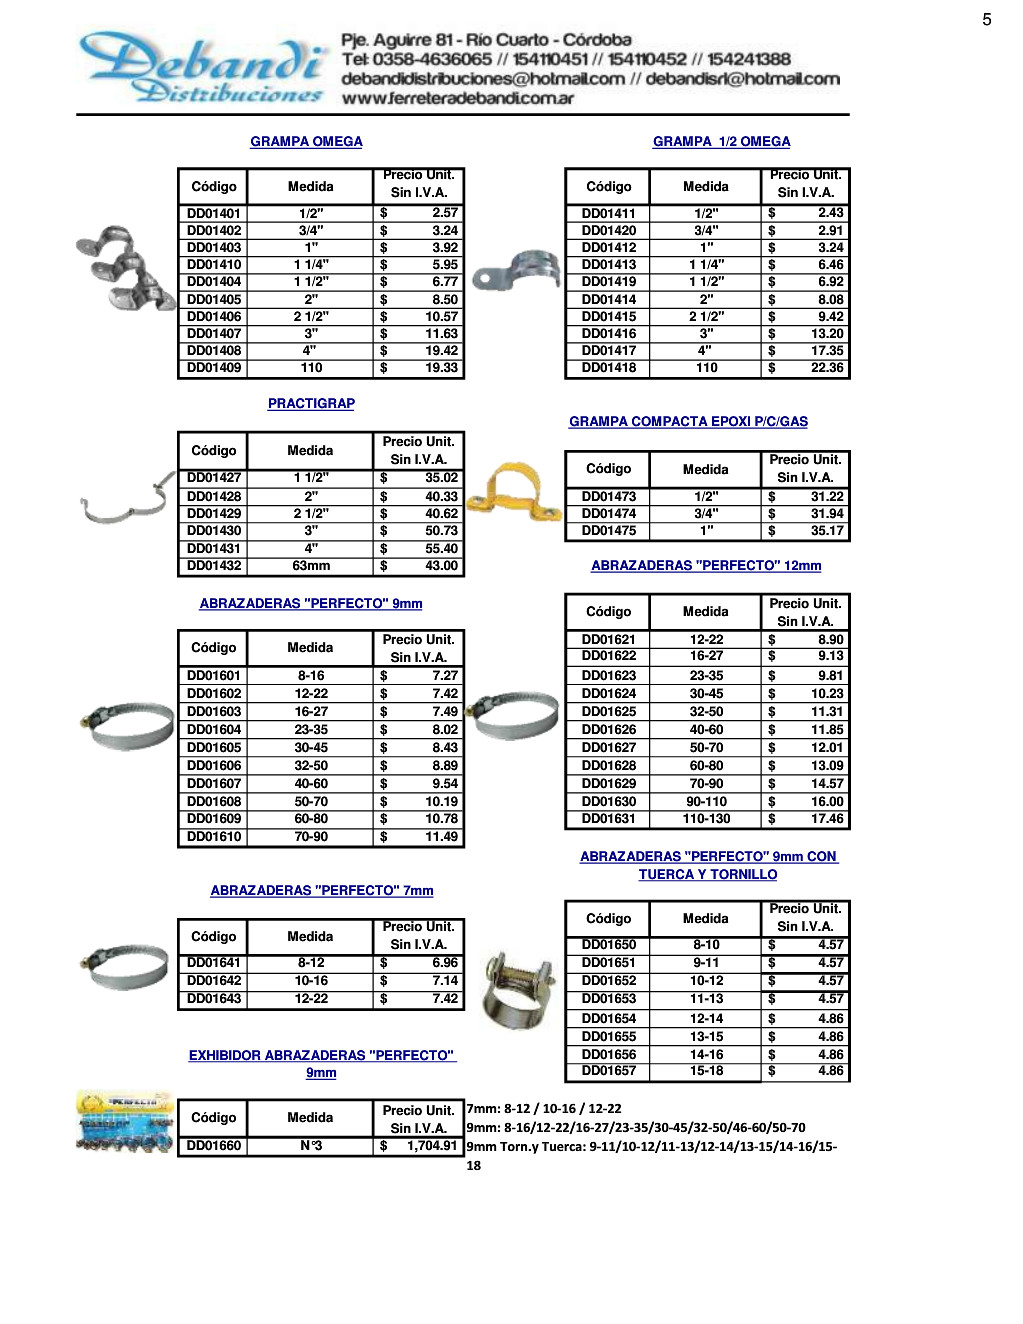 5
Debandi
Distribuciones
Pje. Aguirre 81 - Río Cuarto - Córdoba
Tel: 0358-4636065 // 154110451 // 154110452 // 154241388
debandidistribuciones@hotmail.com // debandisrl@hotmail.com
www.ferreteradebandi.com.ar
GRAMPA OMEGA
Código Medida Precio Unit. Sin I.V.A.
DD01401 1/2" $ 2.57
DD01402 3/4" $ 3.24
DD01403 1" $ 3.92
DD01410 1 1/4" $ 5.95
DD01404 1 1/2" $ 6.77
DD01405 2" $ 8.50
DD01406 2 1/2" $ 10.57
DD01407 3" $ 11.63
DD01408 4" $ 19.42
DD01409 110 $ 19.33
GRAMPA 1/2 OMEGA
Código Medida Precio Unit. Sin I.V.A.
DD01411 1/2" $ 2.43
DD01420 3/4" $ 2.91
DD01412 1" $ 3.24
DD01413 1 1/4" $ 6.46
DD01419 1 1/2" $ 6.92
DD01414 2" $ 8.08
DD01415 2 1/2" $ 9.42
DD01416 3" $ 13.20
DD01417 4" $ 17.35
DD01418 110 $ 22.36
PRACTIGRAP
Código Medida Precio Unit. Sin I.V.A.
DD01427 1 1/2" $ 35.02
DD01428 2" $ 40.33
DD01429 2 1/2" $ 40.62
DD01430 3" $ 50.73
DD01431 4" $ 55.40
DD01432 63mm $ 43.00
GRAMPA COMPACTA EPOXI P/C/GAS
Código Medida Precio Unit. Sin I.V.A.
DD01473 1/2" $ 31.22
DD01474 3/4" $ 31.94
DD01475 1" $ 35.17
ABRAZADERAS "PERFECTO" 9mm
Código Medida Precio Unit. Sin I.V.A.
DD01601 8-16 $ 7.27
DD01602 12-22 $ 7.42
DD01603 16-27 $ 7.49
DD01604 23-35 $ 8.02
DD01605 30-45 $ 8.43
DD01606 32-50 $ 8.89
DD01607 40-60 $ 9.54
DD01608 50-70 $ 10.19
DD01609 60-80 $ 10.78
DD01610 70-90 $ 11.49
ABRAZADERAS "PERFECTO" 12mm
Código Medida Precio Unit. Sin I.V.A.
DD01621 12-22 $ 8.90
DD01622 16-27 $ 9.13
DD01623 23-35 $ 9.81
DD01624 30-45 $ 10.23
DD01625 32-50 $ 11.31
DD01626 40-60 $ 11.85
DD01627 50-70 $ 12.01
DD01628 60-80 $ 13.09
DD01629 70-90 $ 14.57
DD01630 90-110 $ 16.00
DD01631 110-130 $ 17.46
ABRAZADERAS "PERFECTO" 7mm
Código Medida Precio Unit. Sin I.V.A.
DD01641 8-12 $ 6.96
DD01642 10-16 $ 7.14
DD01643 12-22 $ 7.42
ABRAZADERAS "PERFECTO" 9mm CON
TUERCA Y TORNILLO
Código Medida Precio Unit. Sin I.V.A.
DD01650 8-10 $ 4.57
DD01651 9-11 $ 4.57
DD01652 10-12 $ 4.57
DD01653 11-13 $ 4.57
DD01654 12-14 $ 4.86
DD01655 13-15 $ 4.86
DD01656 14-16 $ 4.86
DD01657 15-18 $ 4.86
EXHIBIDOR ABRAZADERAS "PERFECTO"
9mm
PERFECTO
Código Medida Precio Unit. Sin I.V.A.
DD01660 N°3 $ 1,704.91
7mm: 8-12 / 10-16 / 12-22
9mm: 8-16/12-22/16-27/23-35/30-45/32-50/46-60/50-70
9mm Torn.y Tuerca: 9-11/10-12/11-13/12-14/13-15/14-16/15-
18